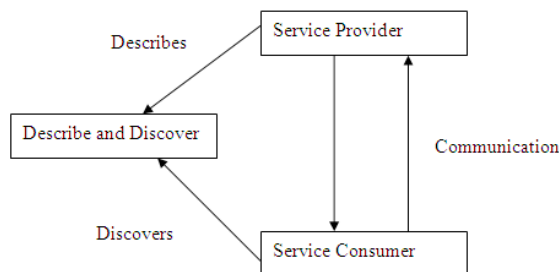 Service Provider
Describes
Describe and Discover
Communication
Discovers
Service Consumer